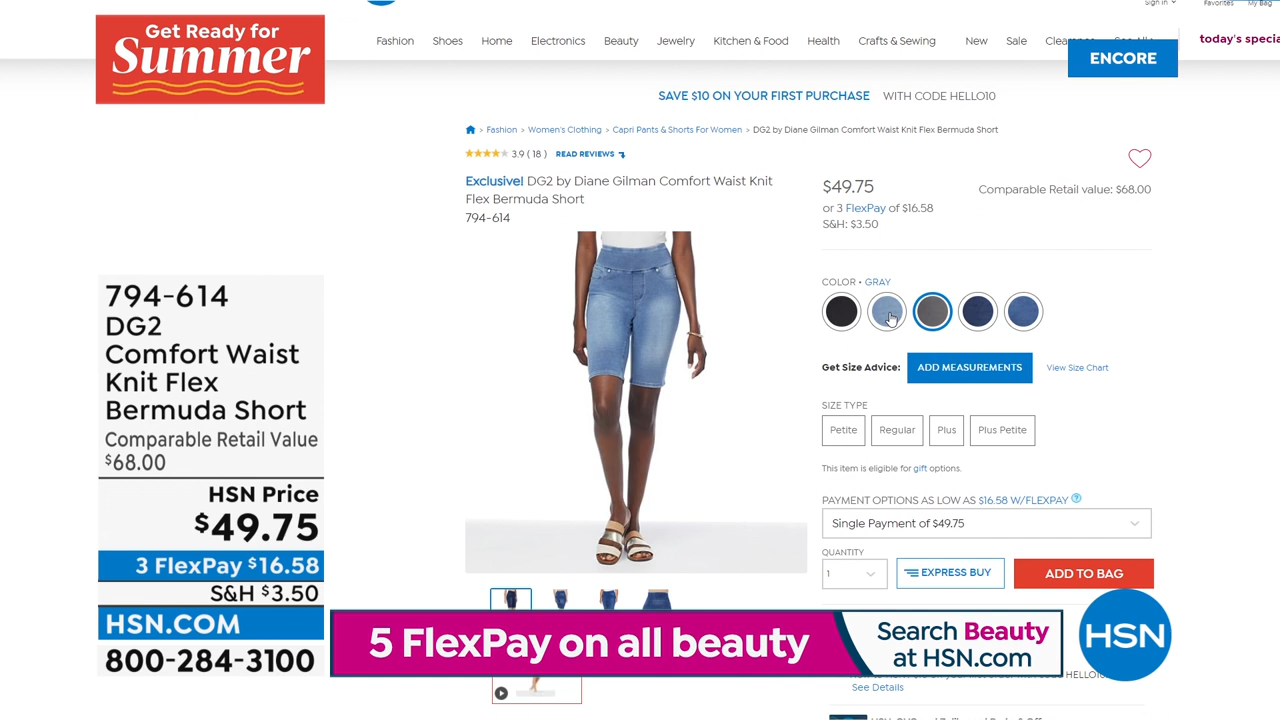 Get Ready for
Summer
Sign In
Favorites
My Bag
Fashion
Shoes
Home
Electronics
Beauty
Jewelry
Kitchen & Food
Health
Crafts & Sewing
New
Sale
today's specia
ENCORE
SAVE $10 ON YOUR FIRST PURCHASE WITH CODE HELLO10
> Fashion > Women's Clothing > Capri Pants & Shorts For Women > DG2 by Diane Gilman Comfort Waist Knit Flex Bermuda Short
3.9 ( 18 ) READ REVIEWS
Exclusive! DG2 by Diane Gilman Comfort Waist Knit
Flex Bermuda Short
794-614
$49.75
Comparable Retail value: $68.00
or 3 FlexPay of $16.58
S&H: $3.50
COLOR • GRAY
Get Size Advice:
ADD MEASUREMENTS
View Size Chart
SIZE TYPE
Petite
Regular
Plus
Plus Petite
This item is eligible for gift options.
PAYMENT OPTIONS AS LOW AS $16.58 W/FLEXPAY ?
Single Payment of $49.75
QUANTITY
1
EXPRESS BUY
ADD TO BAG
794-614
DG2
Comfort Waist
Knit Flex
Bermuda Short
Comparable Retail Value
$68.00
HSN Price
$49.75
3 FlexPay $16.58
S&H $3.50
HSN.COM
800-284-3100
5 FlexPay on all beauty
Search Beauty
at HSN.com
HSN
See Details